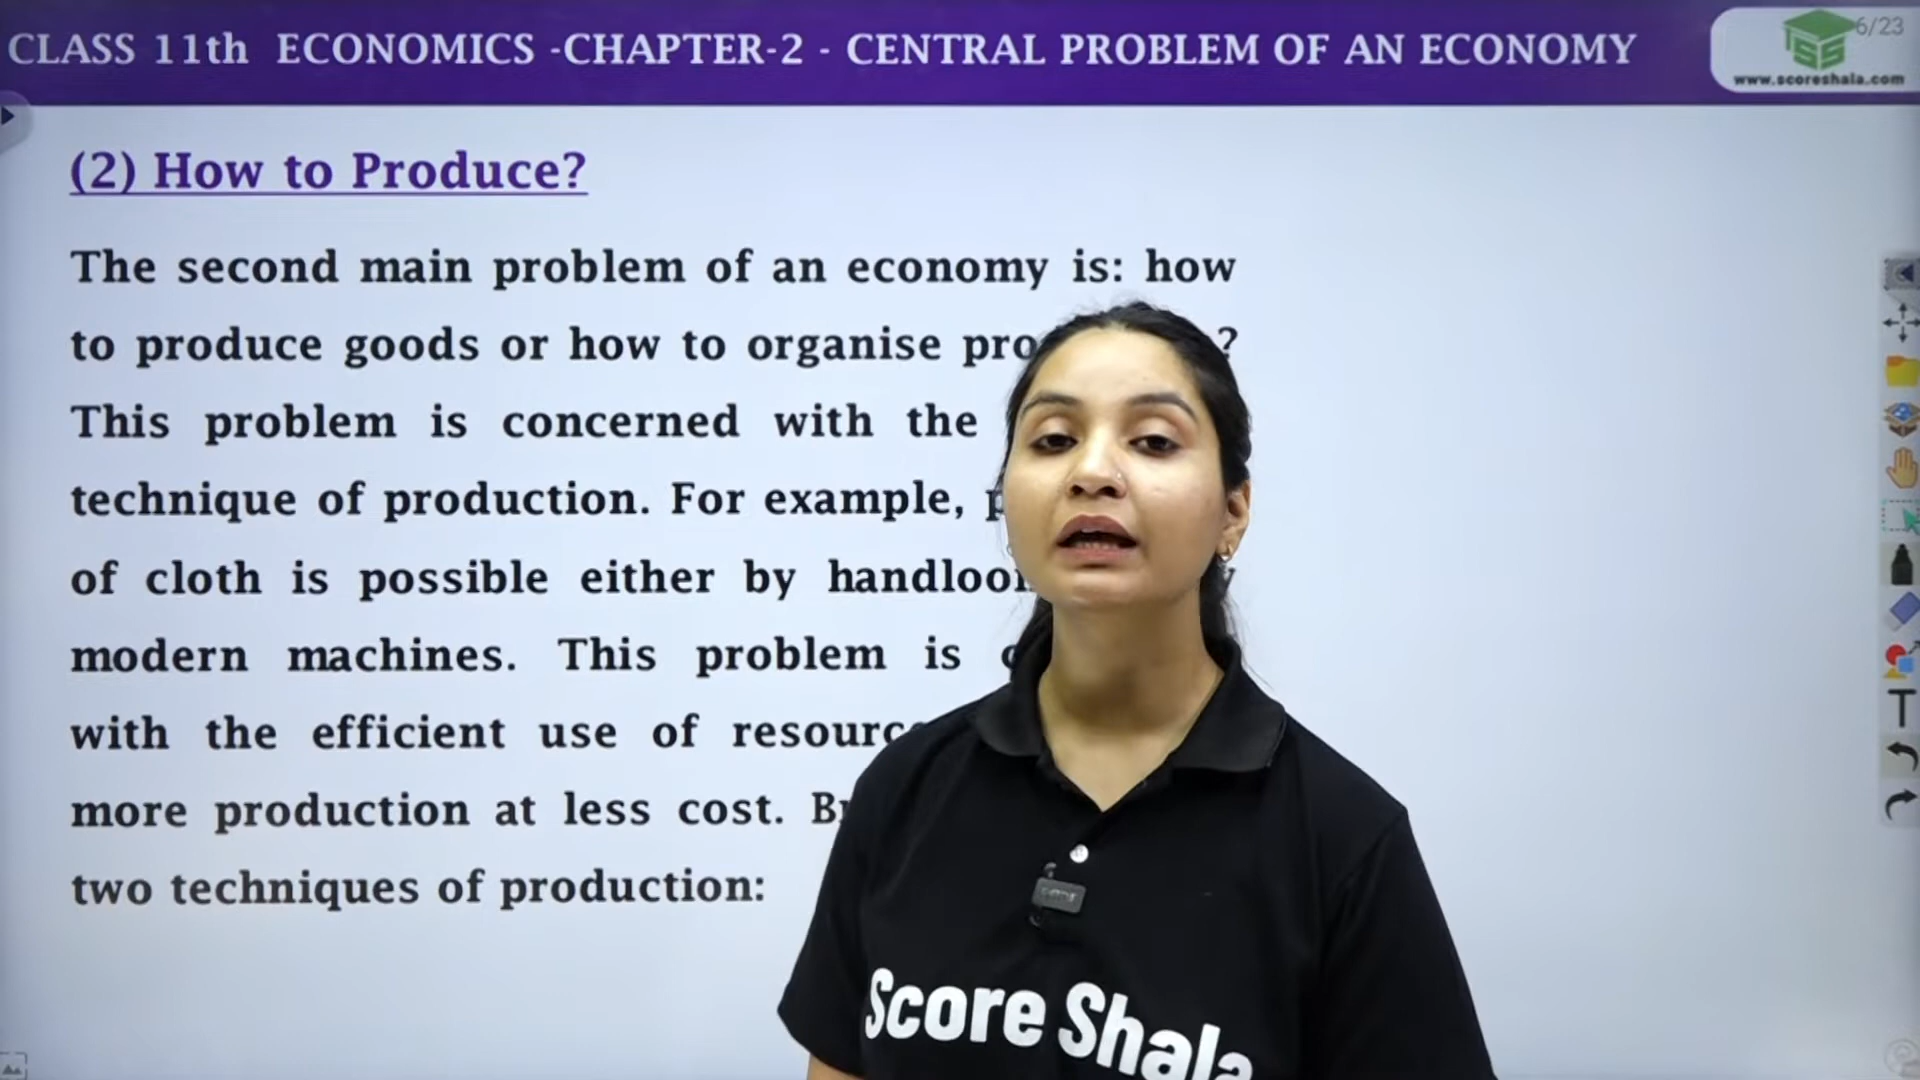 CLASS 11th ECONOMICS -CHAPTER-2 - CENTRAL PROBLEM OF AN ECONOMY
6/23
SS
www.scoreshala.com
(2) How to Produce?
The second main problem of an economy is: how
to produce goods or how to organise ?
This problem is concerned with the
technique of production. For example,
of cloth is possible either by
modern machines. This problem is
with the efficient use of
more production at less cost.
two techniques of production:
Score Shala